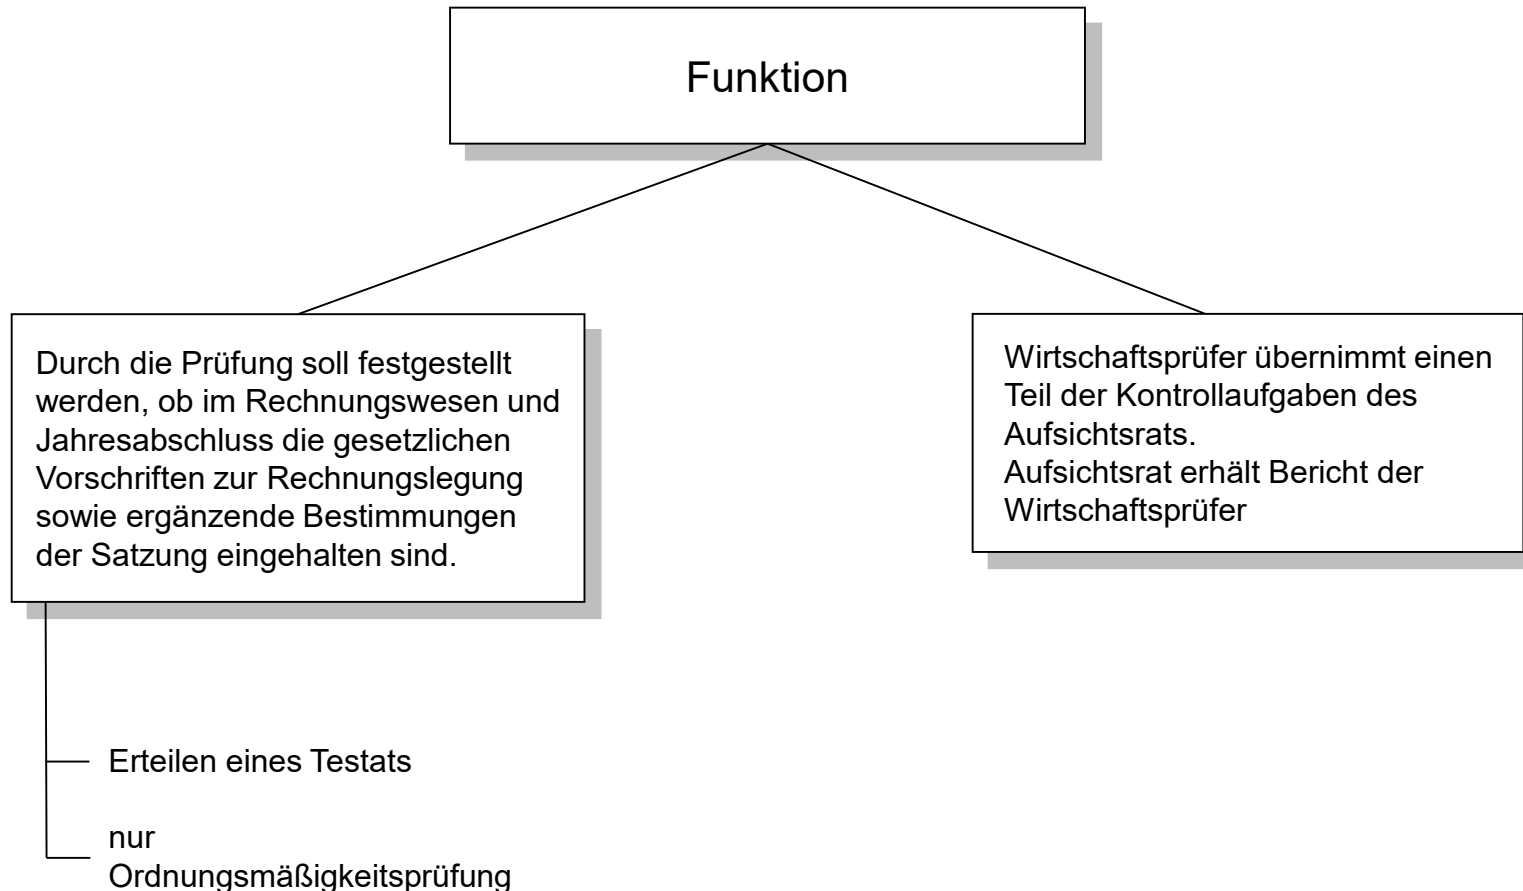 Funktion
Durch die Prüfung soll festgestellt
werden, ob im Rechnungswesen und
Jahresabschluss die gesetzlichen
Vorschriften zur Rechnungslegung
sowie ergänzende Bestimmungen
der Satzung eingehalten sind.
Wirtschaftsprüfer übernimmt einen
Teil der Kontrollaufgaben des
Aufsichtsrats.
Aufsichtsrat erhält Bericht der
Wirtschaftsprüfer
Erteilen eines Testats
nur
Ordnungsmäßigkeitsprüfung